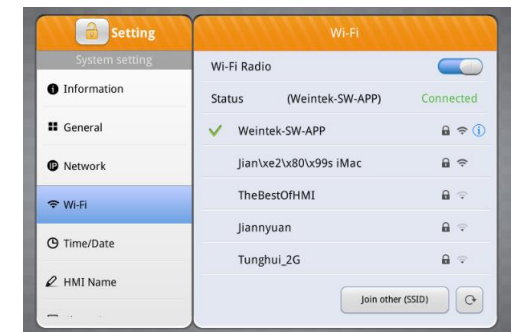 Setting
System setting
Information
General
Network
Wi-Fi
Time/Date
HMI Name
Wi-Fi
Wi-Fi Radio
Status (Weintek-SW-APP) Connected
Weintek-SW-APP
Jian\xe2\x80\x99s iMac
TheBestOfHMI
Jiannyuan
Tunghui_2G
Join other (SSID)